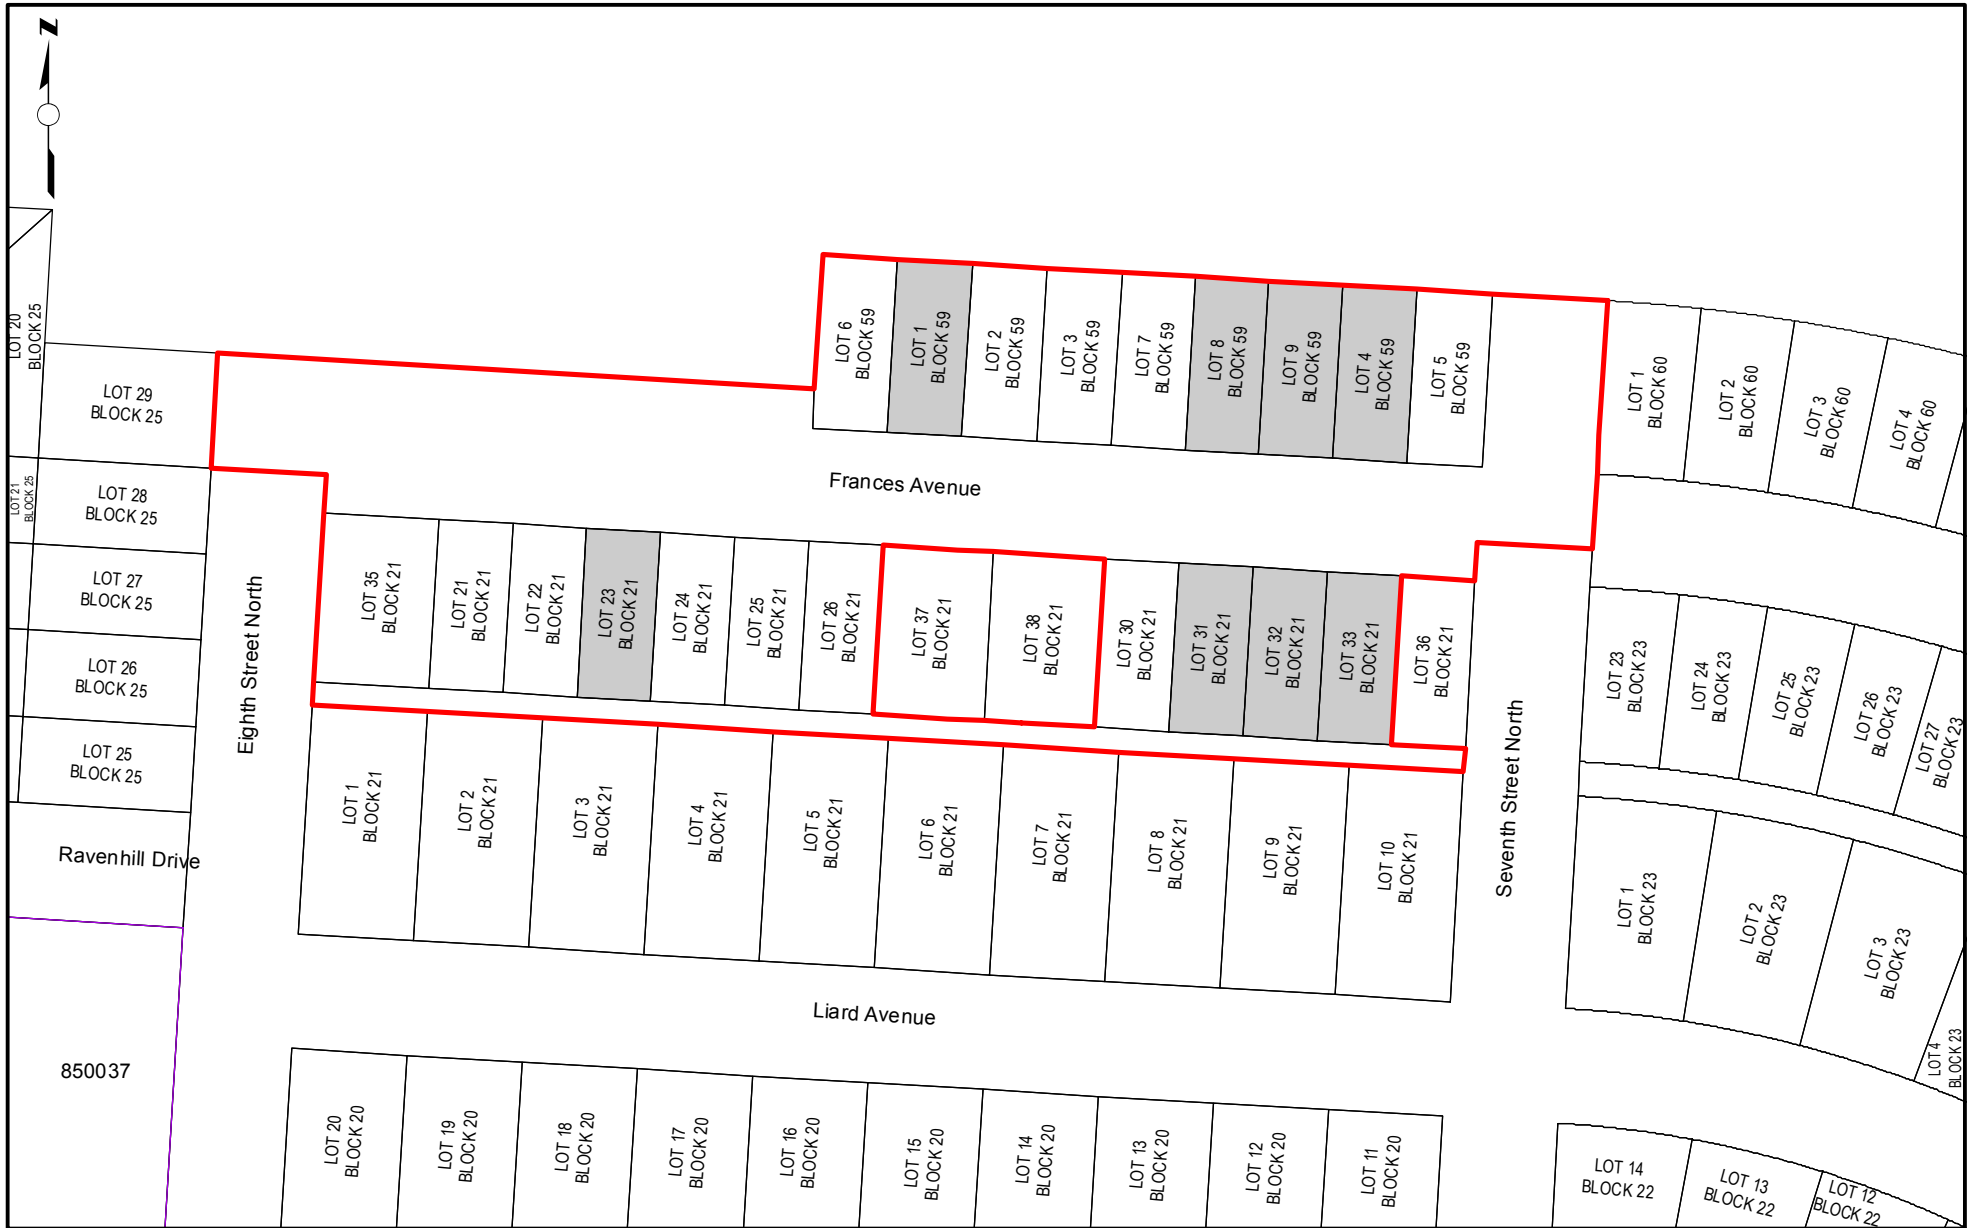 N
LOT 20
BLOCK 25
LOT 29
BLOCK 25
LOT 21
BLOCK 25
LOT 28
BLOCK 25
LOT 27
BLOCK 25
LOT 26
BLOCK 25
LOT 25
BLOCK 25
Ravenhill Drive
850037
Eighth Street North
LOT 6
BLOCK 59
LOT 1
BLOCK 59
LOT 2
BLOCK 59
LOT 3
BLOCK 59
LOT 7
BLOCK 59
LOT 8
BLOCK 59
LOT 9
BLOCK 59
LOT 4
BLOCK 59
LOT 5
BLOCK 59
LOT 1
BLOCK 60
LOT 2
BLOCK 60
LOT 3
BLOCK 60
LOT 4
BLOCK 60
Frances Avenue
LOT 35
BLOCK 21
LOT 21
BLOCK 21
LOT 22
BLOCK 21
LOT 23
BLOCK 21
LOT 24
BLOCK 21
LOT 25
BLOCK 21
LOT 26
BLOCK 21
LOT 37
BLOCK 21
LOT 38
BLOCK 21
LOT 30
BLOCK 21
LOT 31
BLOCK 21
LOT 32
BLOCK 21
LOT 33
BLOCK 21
LOT 36
BLOCK 21
Seventh Street North
LOT 23
BLOCK 23
LOT 24
BLOCK 23
LOT 25
BLOCK 23
LOT 26
BLOCK 23
LOT 27
BLOCK 23
LOT 1
BLOCK 21
LOT 2
BLOCK 21
LOT 3
BLOCK 21
LOT 4
BLOCK 21
LOT 5
BLOCK 21
LOT 6
BLOCK 21
LOT 7
BLOCK 21
LOT 8
BLOCK 21
LOT 9
BLOCK 21
LOT 10
BLOCK 21
LOT 1
BLOCK 23
LOT 2
BLOCK 23
LOT 3
BLOCK 23
LOT 4
BLOCK 23
Liard Avenue
LOT 20
BLOCK 20
LOT 19
BLOCK 20
LOT 18
BLOCK 20
LOT 17
BLOCK 20
LOT 16
BLOCK 20
LOT 15
BLOCK 20
LOT 14
BLOCK 20
LOT 13
BLOCK 20
LOT 12
BLOCK 20
LOT 11
BLOCK 20
LOT 14
BLOCK 22
LOT 13
BLOCK 22
LOT 12
BLOCK 22